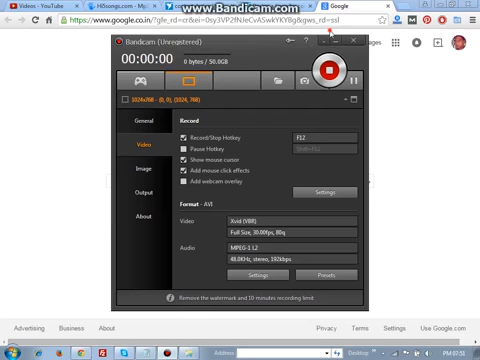 www.Bandicam.com
Videos - YouTube
Hi5songs.com - Mp
Google
https://www.google.co.in/?gfe_rd=cr&ei=0sy3VP2fNJeCvASwkYKYBg&gws_rd=ssl
Bandicam (Unregistered)
00:00:00
0 bytes / 50.0GB
1024x768 - (0, 0), (1024, 768)
General
Video
Image
Output
About
Record
Record/Stop Hotkey
F12
Pause Hotkey
Shift+F12
Show mouse cursor
Add mouse click effects
Add webcam overlay
Settings
Format - AVI
Video
Xvid (VBR)
Full Size, 30.00fps, 80q
Audio
MPEG-1 L2
48.0KHz, stereo, 192kbps
Settings
Presets
Remove the watermark and 10 minutes recording limit
Advertising
Business
About
Privacy
Terms
Settings
Use Google.com
Address
Desktop
PM 07:51